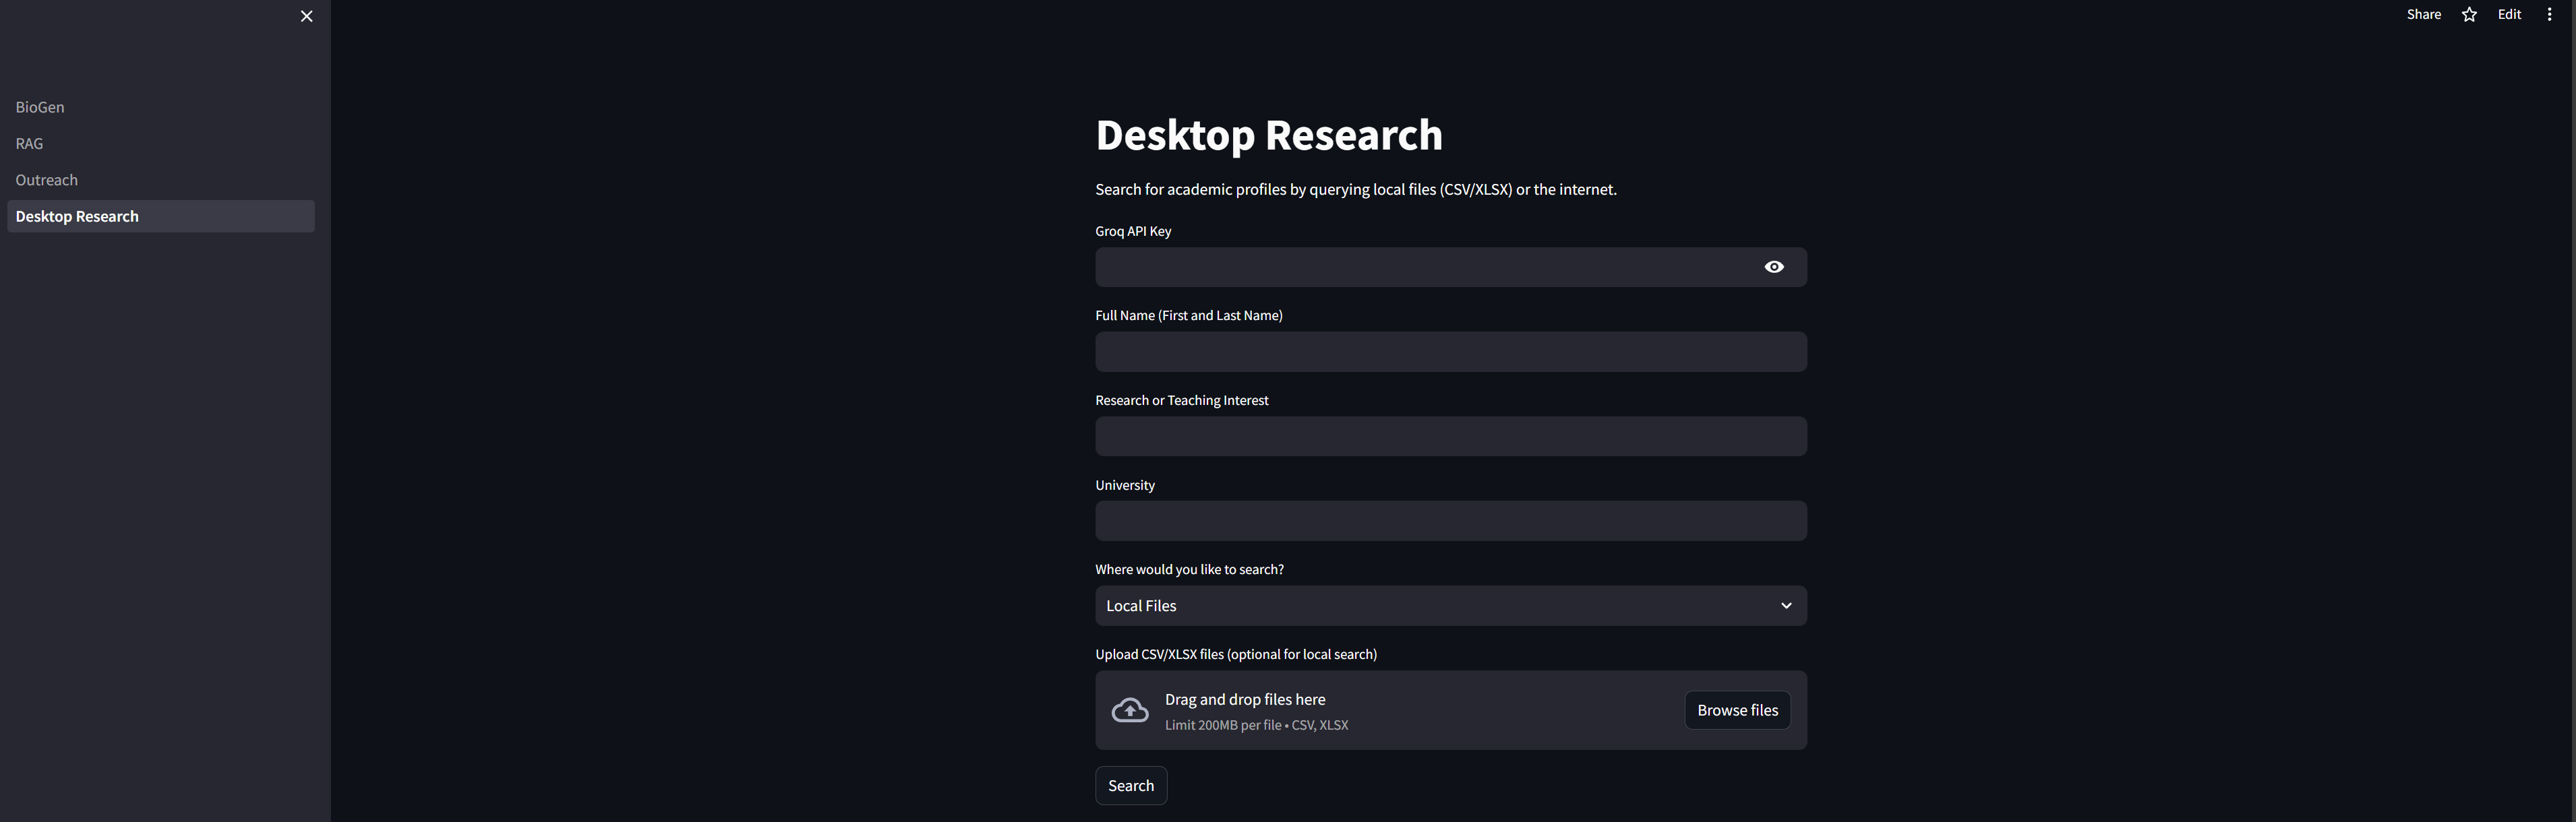 Share
Edit
BioGen
RAG
Outreach
Desktop Research
Desktop Research
Search for academic profiles by querying local files (CSV/XLSX) or the internet.
Groq API Key
Full Name (First and Last Name)
Research or Teaching Interest
University
Where would you like to search?
Local Files
Upload CSV/XLSX files (optional for local search)
Drag and drop files here
Limit 200MB per file • CSV, XLSX
Browse files
Search